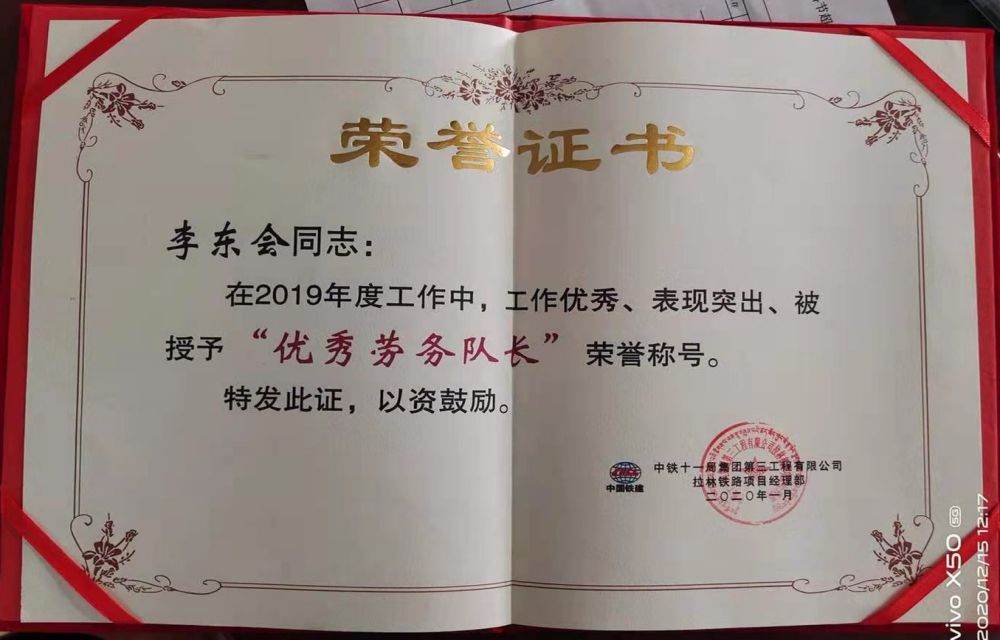 荣誉证书
李东会同志：
在2019年度工作中，工作优秀、表现突出、被
授予“优秀劳务队长”荣誉称号。
特发此证，以资鼓励。
中国铁建
中铁十一局集团第三工程有限公司
拉林铁路项目经理部
二〇二〇年一月
vivo X50 5G
2020/12/15 12:17